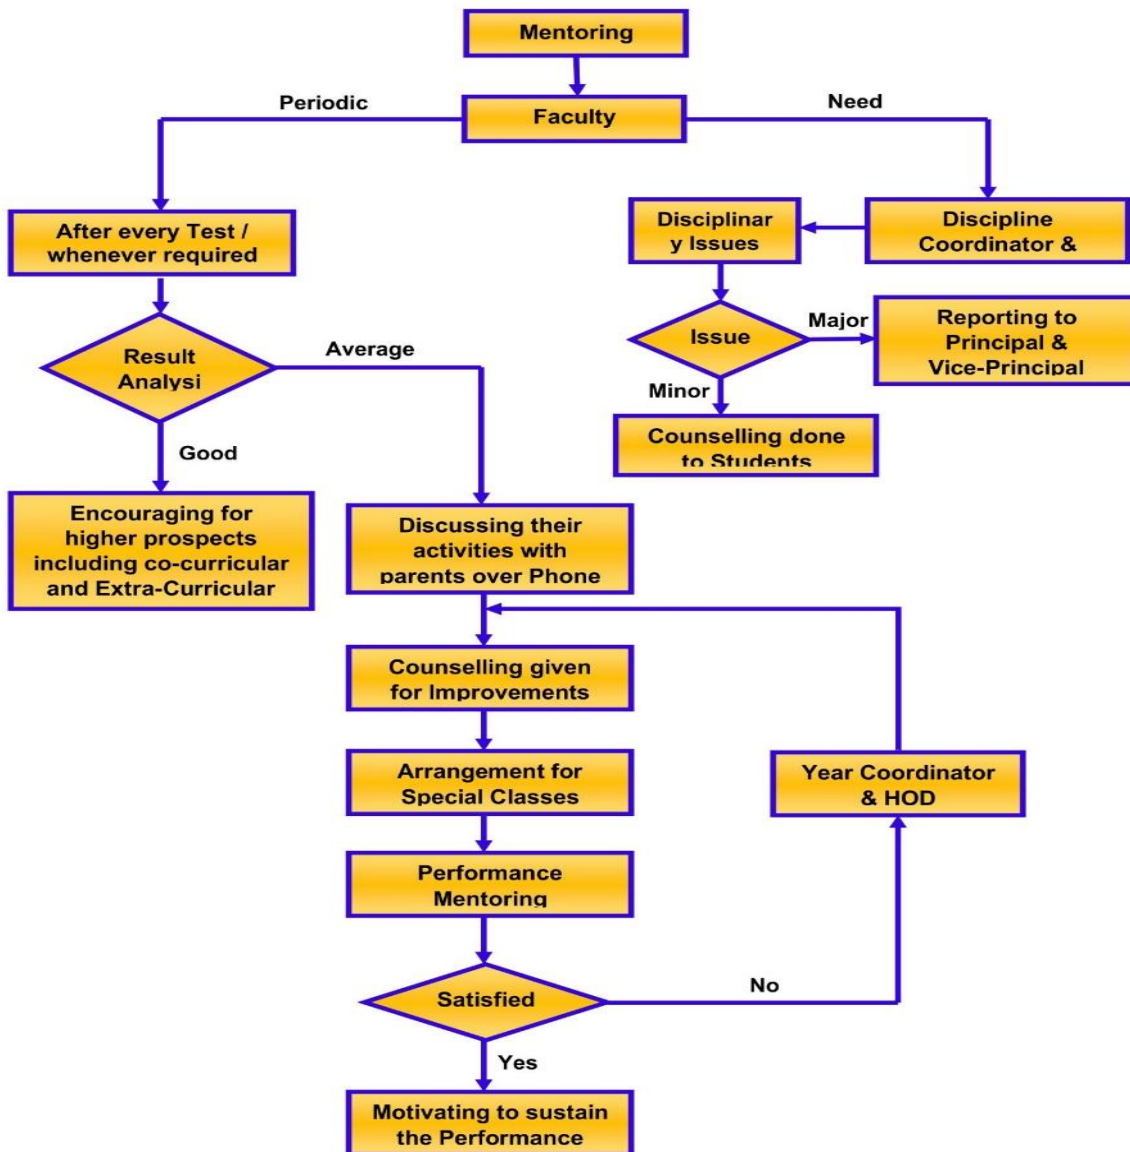 Mentoring
Periodic
Faculty
Need
After every Test /
whenever required
Disciplinar
y Issues
Discipline
Coordinator &
Result
Analysi
Average
Issue
Major
Reporting to
Principal &
Vice-Principal
Minor
Good
Counselling done
to Students
Encouraging for
higher prospects
including co-curricular
and Extra-Curricular
Discussing their
activities with
parents over Phone
Counselling given
for Improvements
Arrangement for
Special Classes
Year Coordinator
& HOD
Performance
Mentoring
Satisfied
No
Yes
Motivating to sustain
the Performance